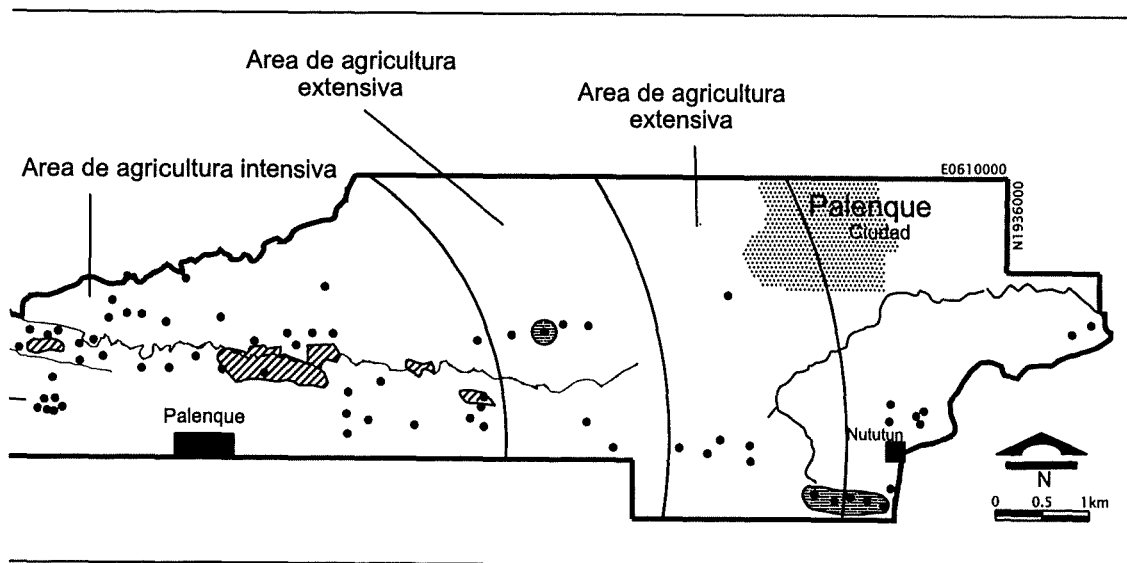 Area de agricultura
extensiva
Area de agricultura
extensiva
Area de agricultura intensiva
E0610000
N1936000
Palenque
Ciudad
Palenque
Nututun
N
0 0.5 1km